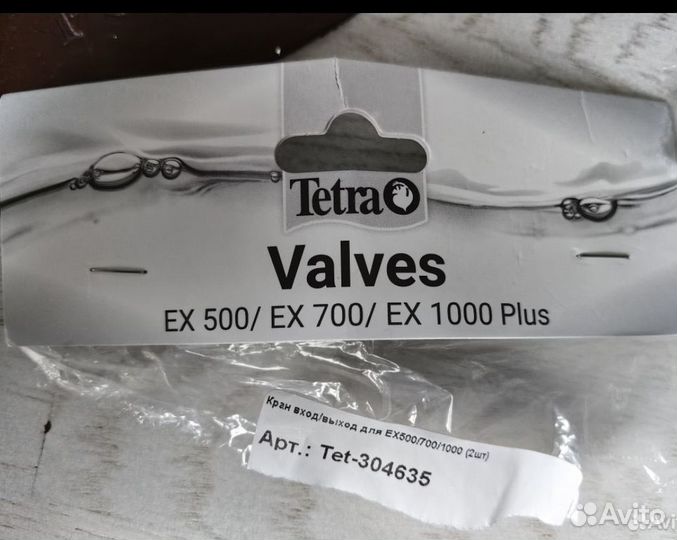 Tetra
Valves
EX 500/ EX 700/ EX 1000 Plus
Кран вход/выход для EX500/700/1000 (2шт)
Арт.: Tet-304635
Avito